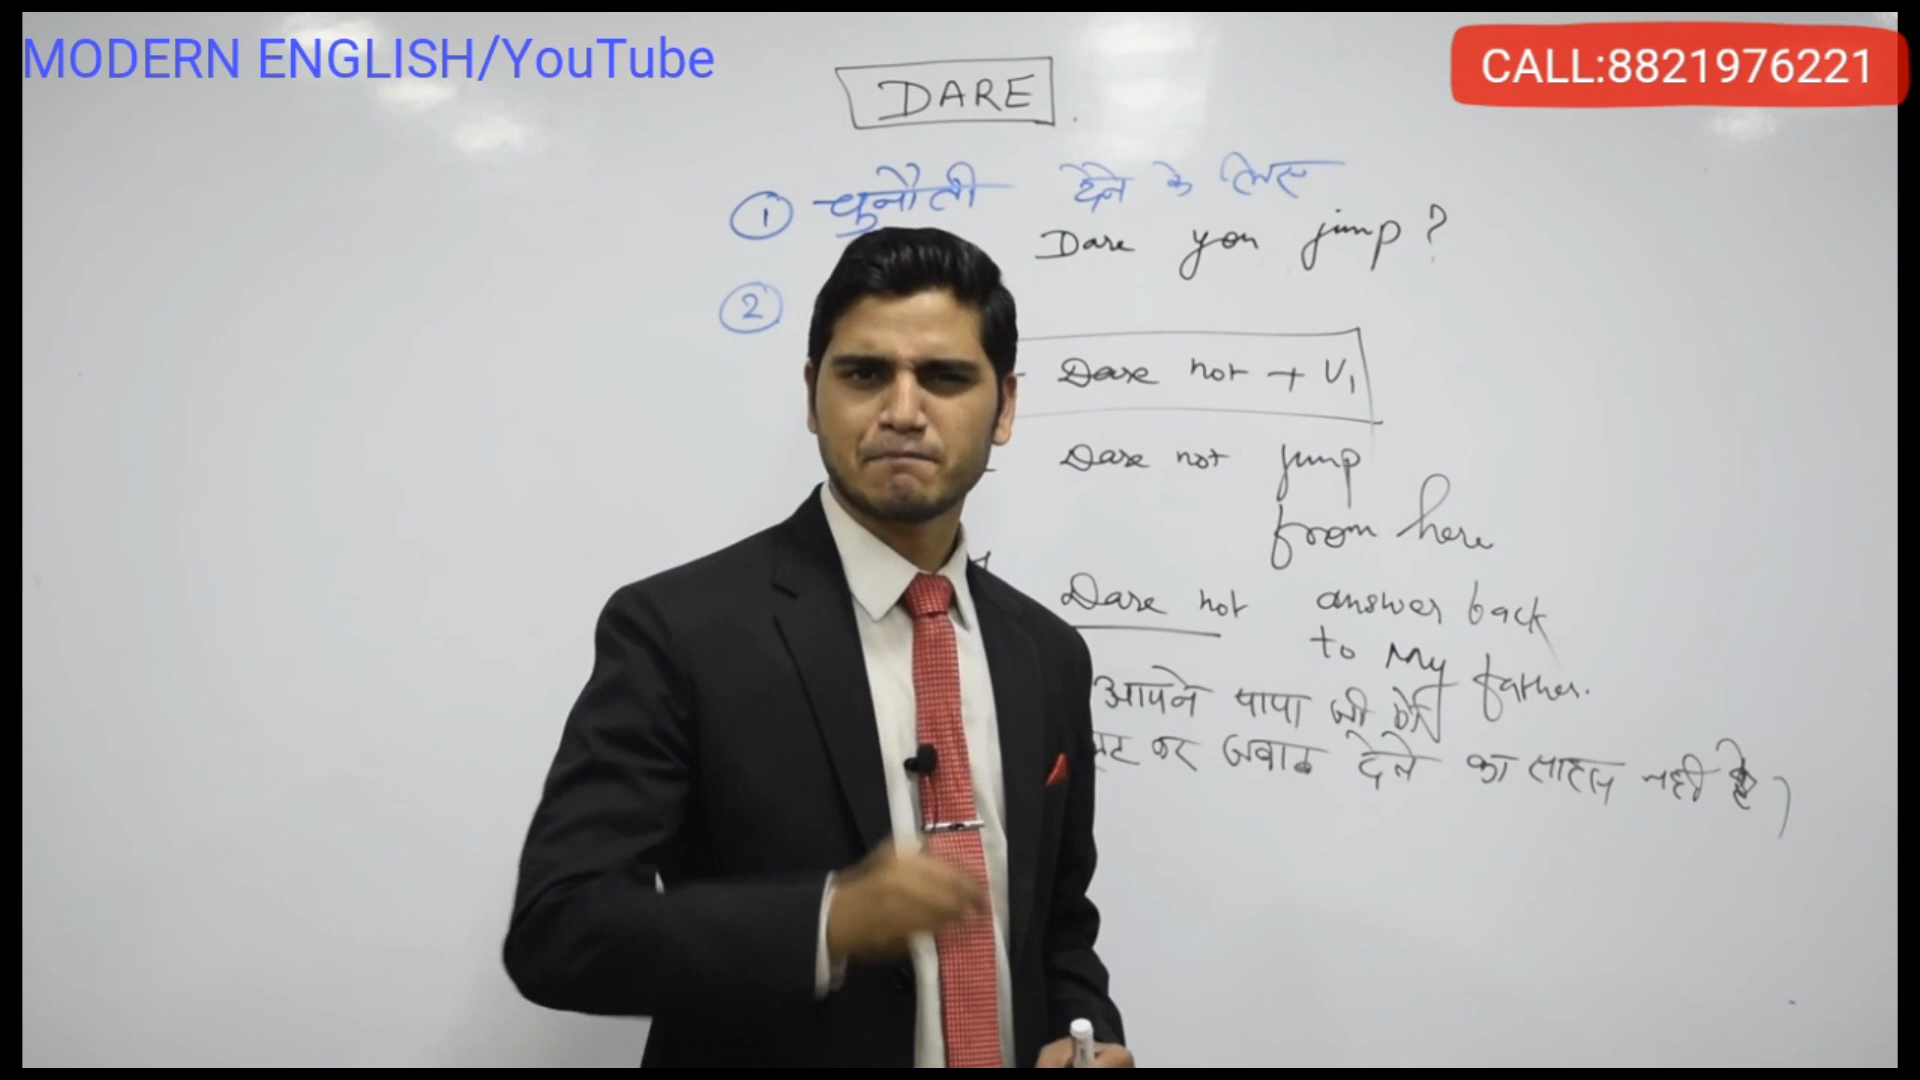 MODERN ENGLISH/YouTube
CALL:8821976221
DARE
① चुनौती देने के लिए
Dare you jump?
②
Dare not + V1
Dare not jump
from here
Dare not answer back
to my father.
आपने पापा जी को
कर जवाब देने का साहस नही है